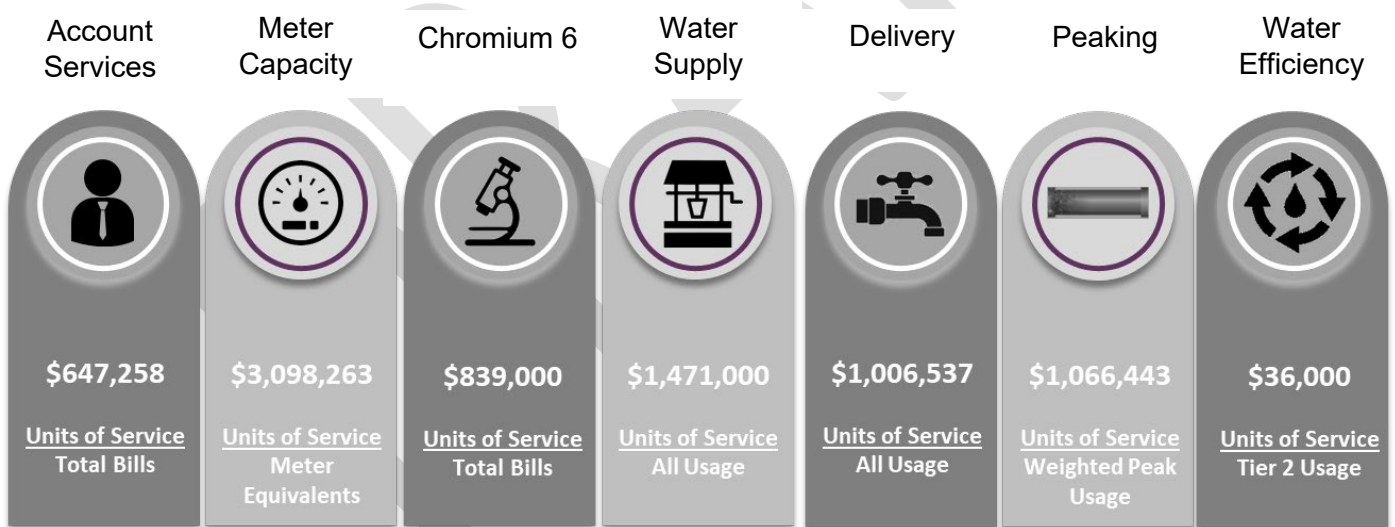 Account
Services
Meter
Capacity
Chromium 6
Water
Supply
Delivery
Peaking
Water
Efficiency
$647,258
Units of Service
Total Bills
$3,098,263
Units of Service
Meter
Equivalents
$839,000
Units of Service
Total Bills
$1,471,000
Units of Service
All Usage
$1,006,537
Units of Service
All Usage
$1,066,443
Units of Service
Weighted Peak
Usage
$36,000
Units of Service
Tier 2 Usage